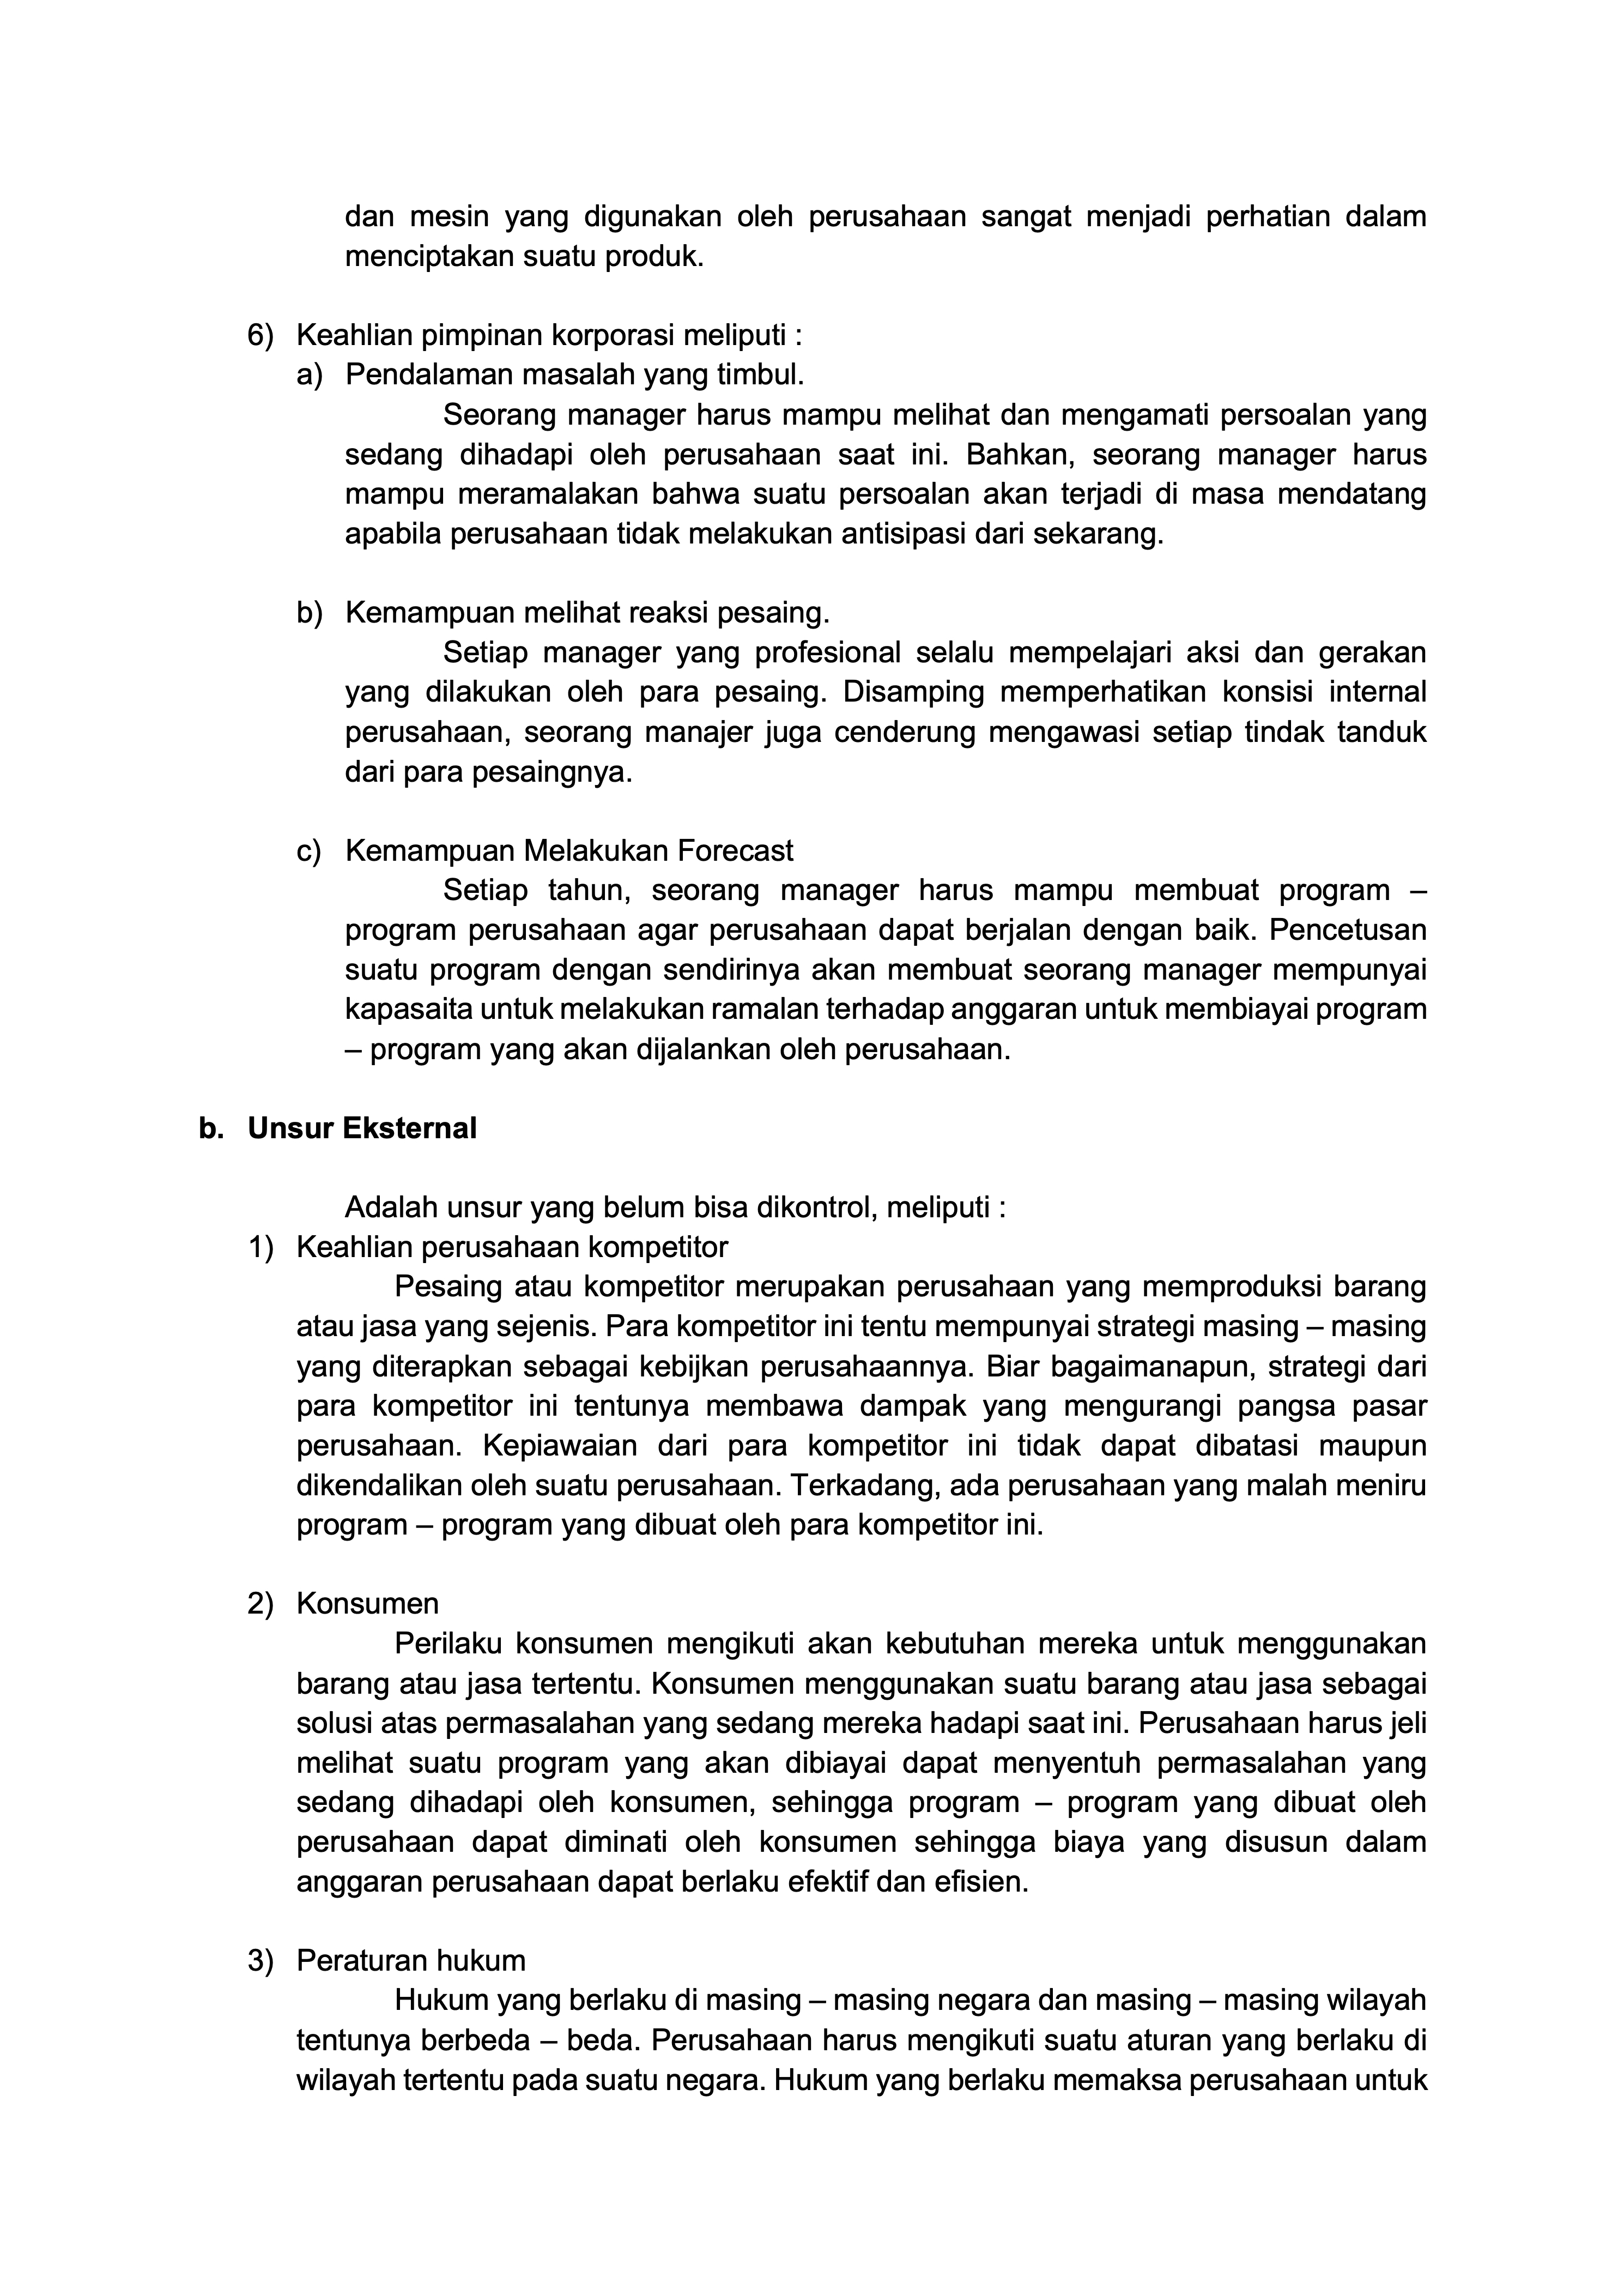 dan mesin yang digunakan oleh perusahaan sangat menjadi perhatian dalam
menciptakan suatu produk.
6) Keahlian pimpinan korporasi meliputi :
a) Pendalaman masalah yang timbul.
Seorang manager harus mampu melihat dan mengamati persoalan yang
sedang dihadapi oleh perusahaan saat ini. Bahkan, seorang manager harus
mampu meramalakan bahwa suatu persoalan akan terjadi di masa mendatang
apabila perusahaan tidak melakukan antisipasi dari sekarang.
b) Kemampuan melihat reaksi pesaing.
Setiap manager yang profesional selalu mempelajari aksi dan gerakan
yang dilakukan oleh para pesaing. Disamping memperhatikan konsisi internal
perusahaan, seorang manajer juga cenderung mengawasi setiap tindak tanduk
dari para pesaingnya.
c) Kemampuan Melakukan Forecast
Setiap tahun, seorang manager harus mampu membuat program –
program perusahaan agar perusahaan dapat berjalan dengan baik. Pencetusan
suatu program dengan sendirinya akan membuat seorang manager mempunyai
kapasaita untuk melakukan ramalan terhadap anggaran untuk membiayai program
– program yang akan dijalankan oleh perusahaan.
b. Unsur Eksternal
Adalah unsur yang belum bisa dikontrol, meliputi :
1) Keahlian perusahaan kompetitor
Pesaing atau kompetitor merupakan perusahaan yang memproduksi barang
atau jasa yang sejenis. Para kompetitor ini tentu mempunyai strategi masing – masing
yang diterapkan sebagai kebijkan perusahaannya. Biar bagaimanapun, strategi dari
para kompetitor ini tentunya membawa dampak yang mengurangi pangsa pasar
perusahaan. Kepiawaian dari para kompetitor ini tidak dapat dibatasi maupun
dikendalikan oleh suatu perusahaan. Terkadang, ada perusahaan yang malah meniru
program – program yang dibuat oleh para kompetitor ini.
2) Konsumen
Perilaku konsumen mengikuti akan kebutuhan mereka untuk menggunakan
barang atau jasa tertentu. Konsumen menggunakan suatu barang atau jasa sebagai
solusi atas permasalahan yang sedang mereka hadapi saat ini. Perusahaan harus jeli
melihat suatu program yang akan dibiayai dapat menyentuh permasalahan yang
sedang dihadapi oleh konsumen, sehingga program – program yang dibuat oleh
perusahaan dapat diminati oleh konsumen sehingga biaya yang disusun dalam
anggaran perusahaan dapat berlaku efektif dan efisien.
3) Peraturan hukum
Hukum yang berlaku di masing – masing negara dan masing – masing wilayah
tentunya berbeda – beda. Perusahaan harus mengikuti suatu aturan yang berlaku di
wilayah tertentu pada suatu negara. Hukum yang berlaku memaksa perusahaan untuk